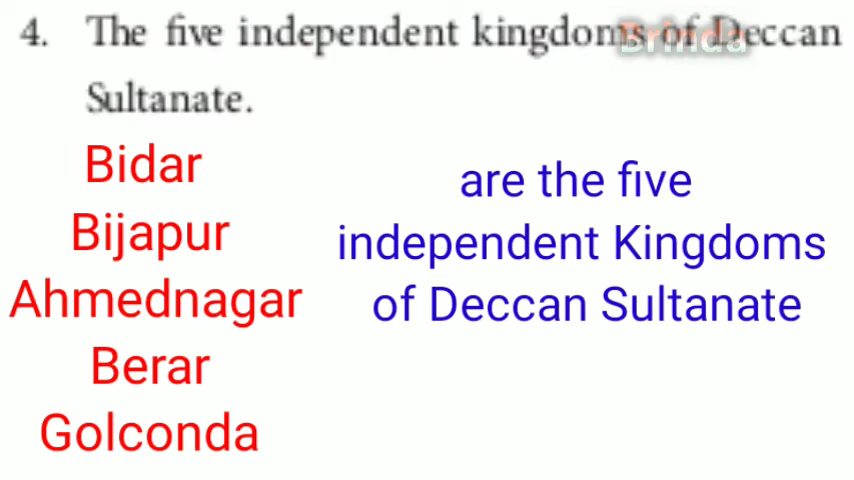 4. The five independent kingdoms of Deccan
Brinda
Sultanate.
Bidar
Bijapur
Ahmednagar
Berar
Golconda
are the five
independent Kingdoms
of Deccan Sultanate